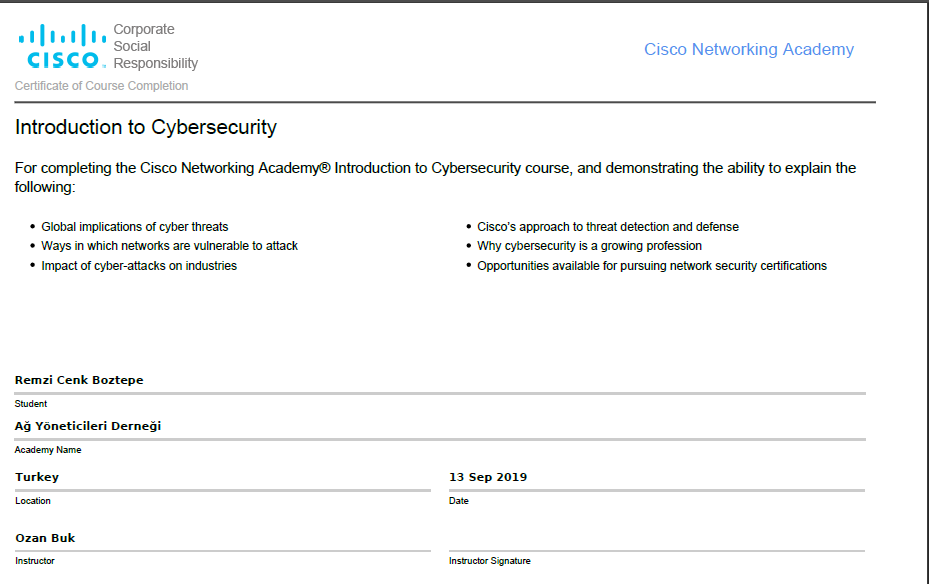 Corporate
Social
Responsibility
CISCO
Cisco Networking Academy
Certificate of Course Completion
Introduction to Cybersecurity
For completing the Cisco Networking Academy® Introduction to Cybersecurity course, and demonstrating the ability to explain the
following:
• Global implications of cyber threats
• Ways in which networks are vulnerable to attack
• Impact of cyber-attacks on industries
• Cisco's approach to threat detection and defense
• Why cybersecurity is a growing profession
• Opportunities available for pursuing network security certifications
Remzi Cenk Boztepe
Student
Ağ Yöneticileri Derneği
Academy Name
Turkey
Location
13 Sep 2019
Date
Ozan Buk
Instructor
Instructor Signature